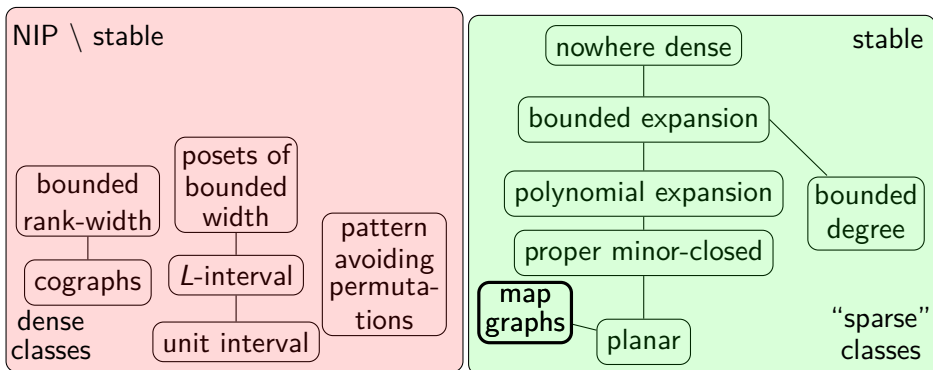 NIP \ stable
posets of
bounded
width
bounded
rank-width
pattern
avoiding
permuta-
tions
cographs
L-interval
dense
classes
unit interval
nowhere dense
stable
bounded expansion
polynomial expansion
bounded
degree
proper minor-closed
map
graphs
planar
“sparse”
classes